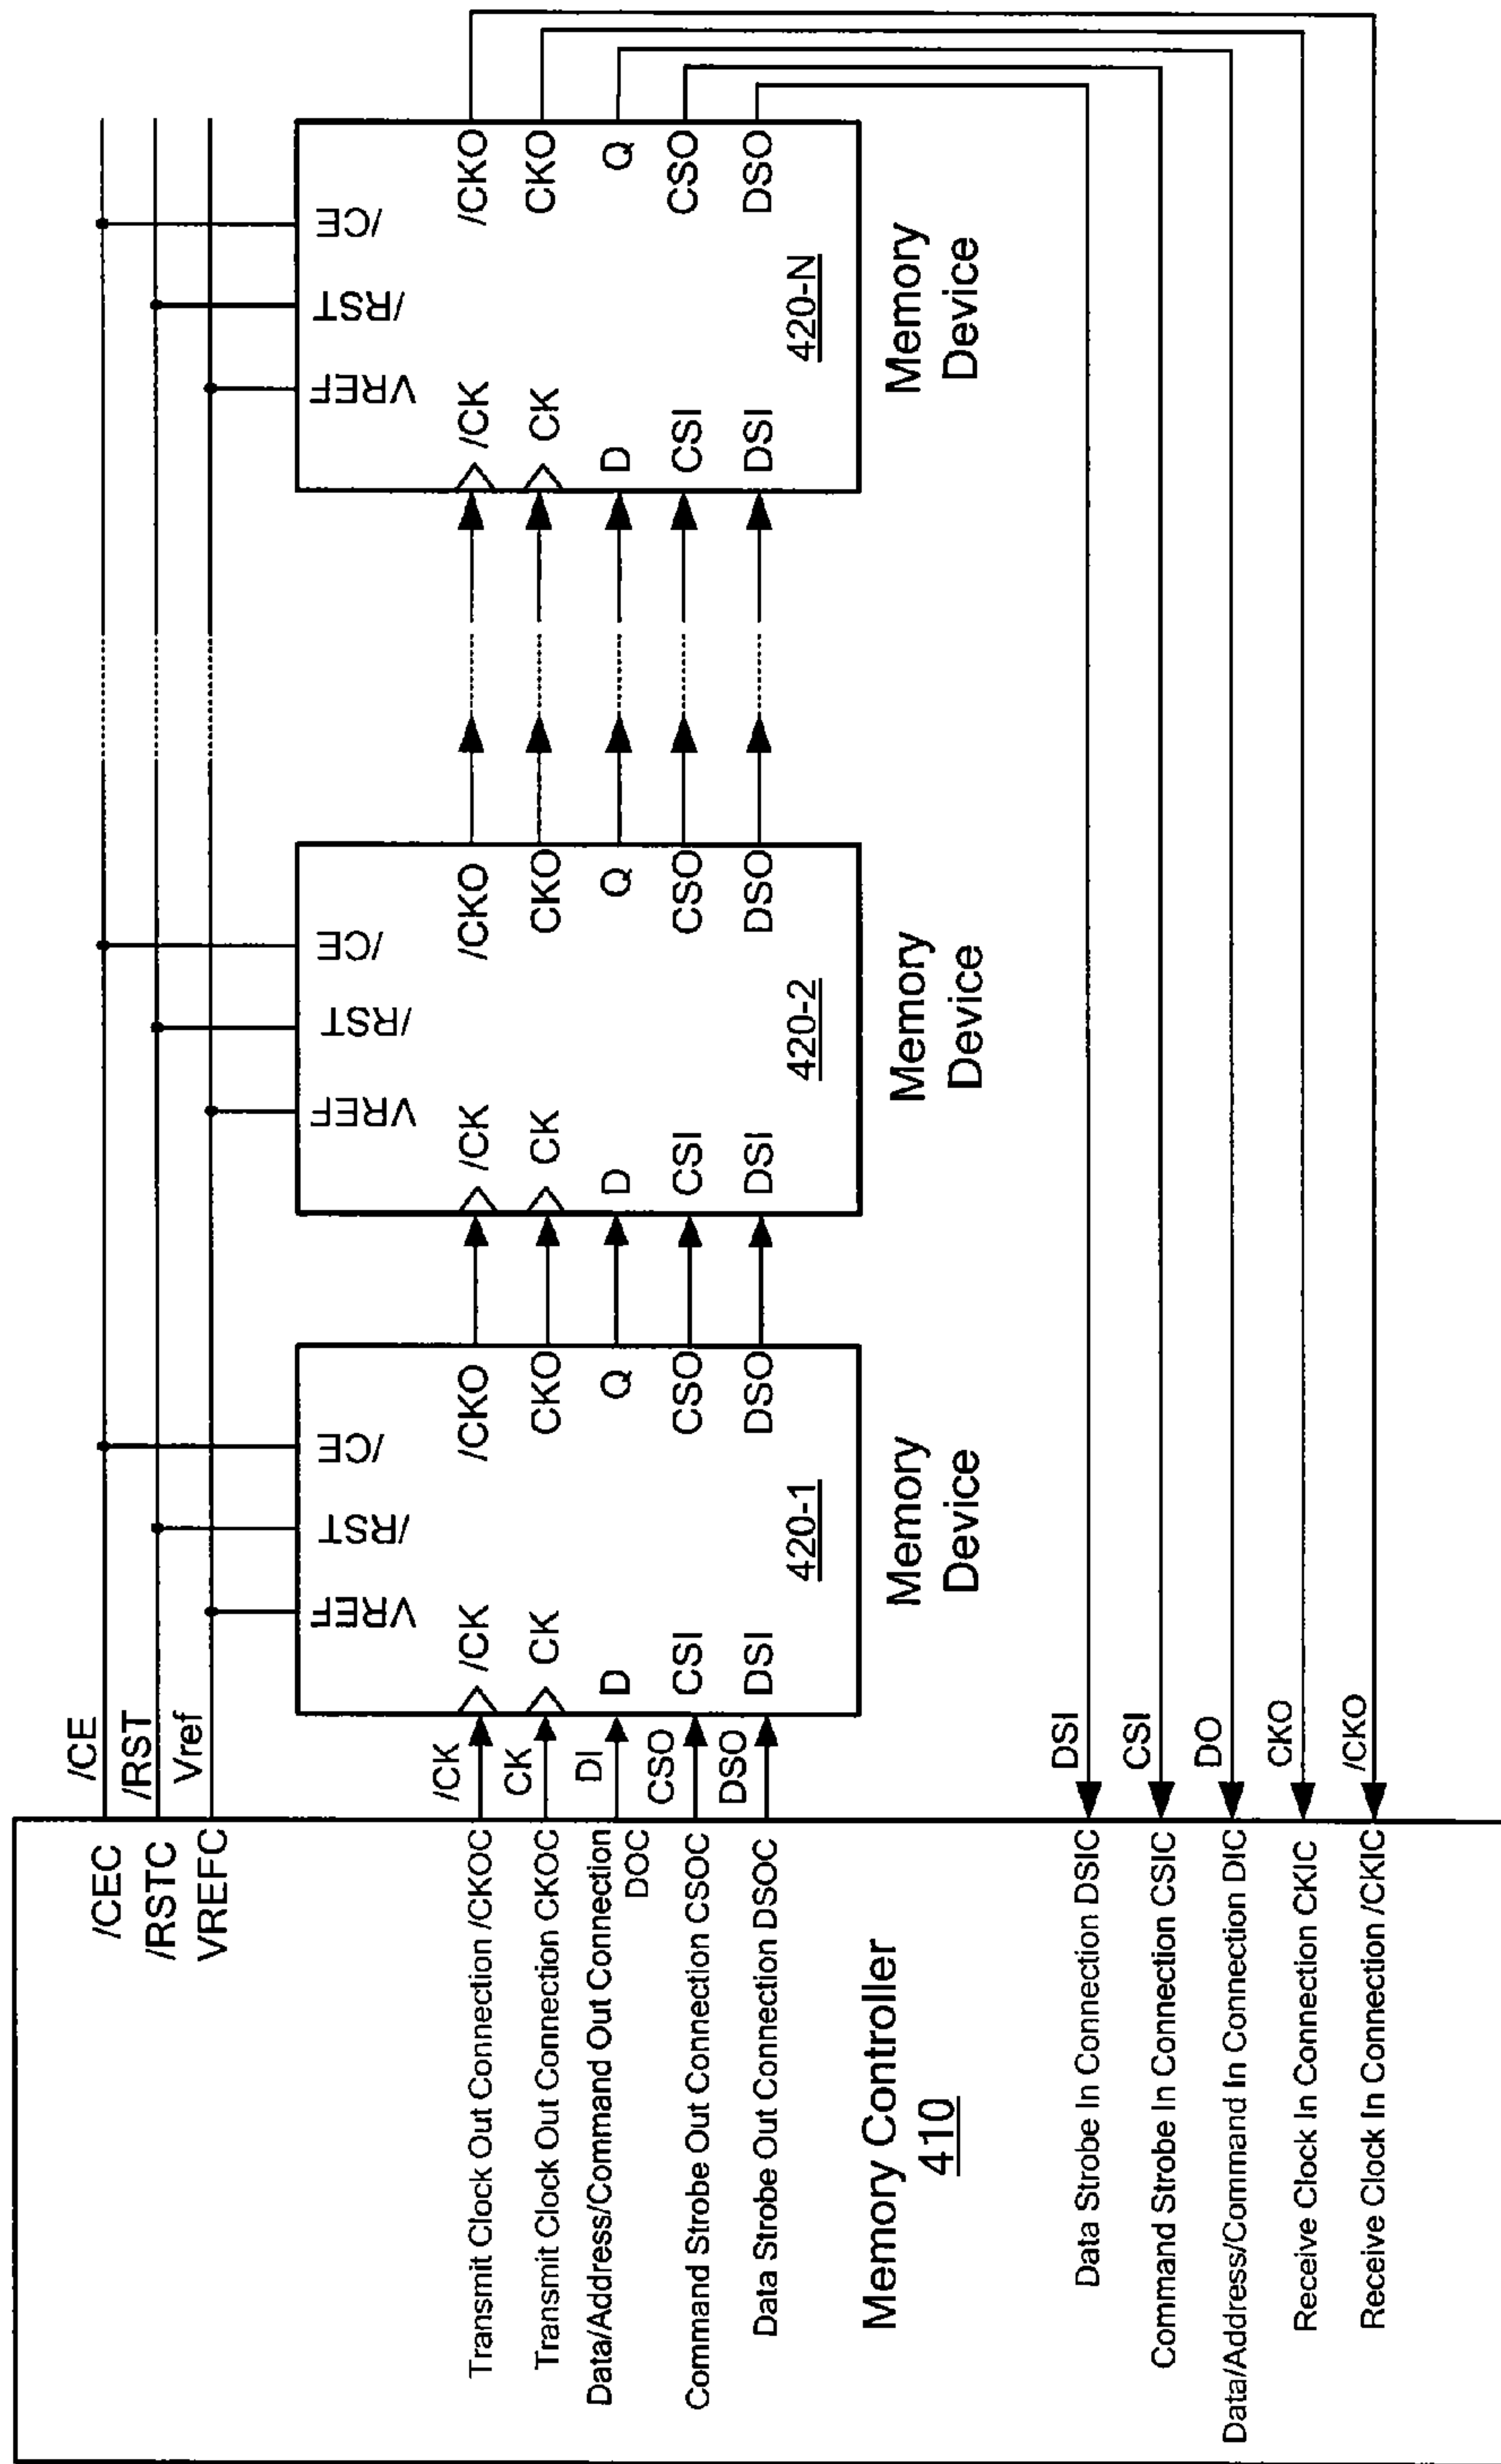 /CEC
/RSTC
VREFC
Transmit Clock Out Connection /CKOC
Transmit Clock Out Connection CKOC
Data/Address/Command Out Connection
DOC
Command Strobe Out Connection CSOC
Data Strobe Out Connection DSOC
Memory Controller
410
Data Strobe In Connection DSIC
Command Strobe In Connection CSIC
Data/Address/Command In Connection DIC
Receive Clock In Connection CKIC
Receive Clock In Connection /CKIC
/CE
/RST
Vref
/CK
CK
DI
CSO
DSO
DSI
CSI
DO
CKO
/CKO
VREF
/RST
/CE
/CK
CK
D
CSI
DSI
/CKO
CKO
Q
CSO
DSO
420-1
Memory
Device
VREF
/RST
/CE
/CK
CK
D
CSI
DSI
/CKO
CKO
Q
CSO
DSO
420-2
Memory
Device
VREF
/RST
/CE
/CK
CK
D
CSI
DSI
/CKO
CKO
Q
CSO
DSO
420-N
Memory
Device